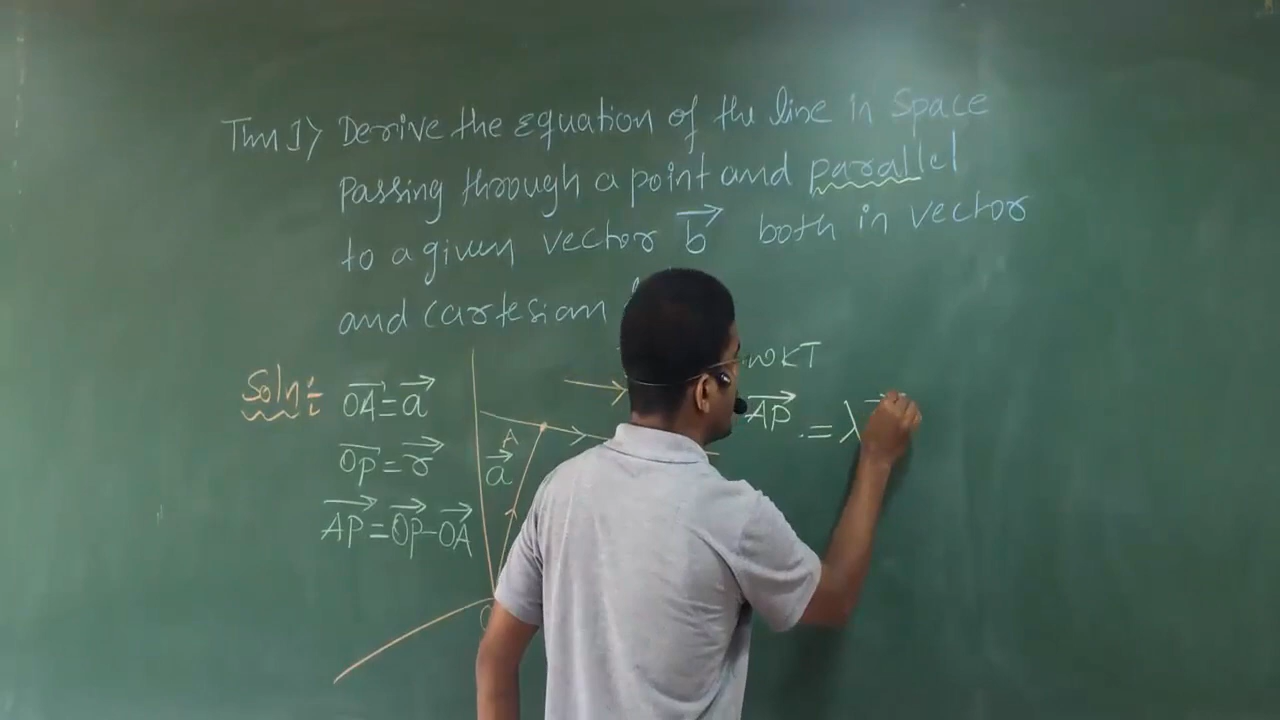 Thm 1) Derive the Equation of the line in Space
Passing through a point and parallel
to a given vector b⃗ both in vector
and cartesian
Soln:
OA⃗ = a⃗
OP⃗ = r⃗
AP⃗ = OP⃗ - OA⃗
A
a⃗
WKT
AP⃗ = λ